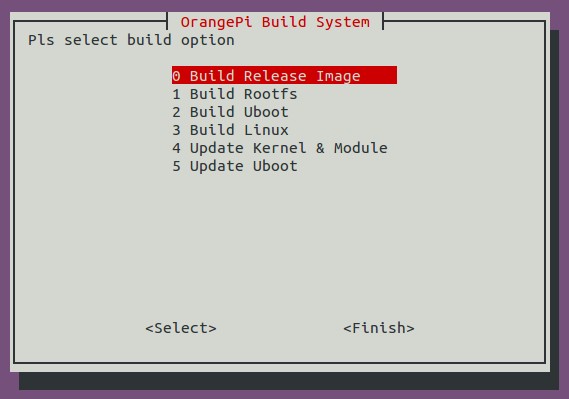 OrangePi Build System
Pls select build option
0 Build Release Image
1 Build Rootfs
2 Build Uboot
3 Build Linux
4 Update Kernel & Module
5 Update Uboot
<Select> <Finish>